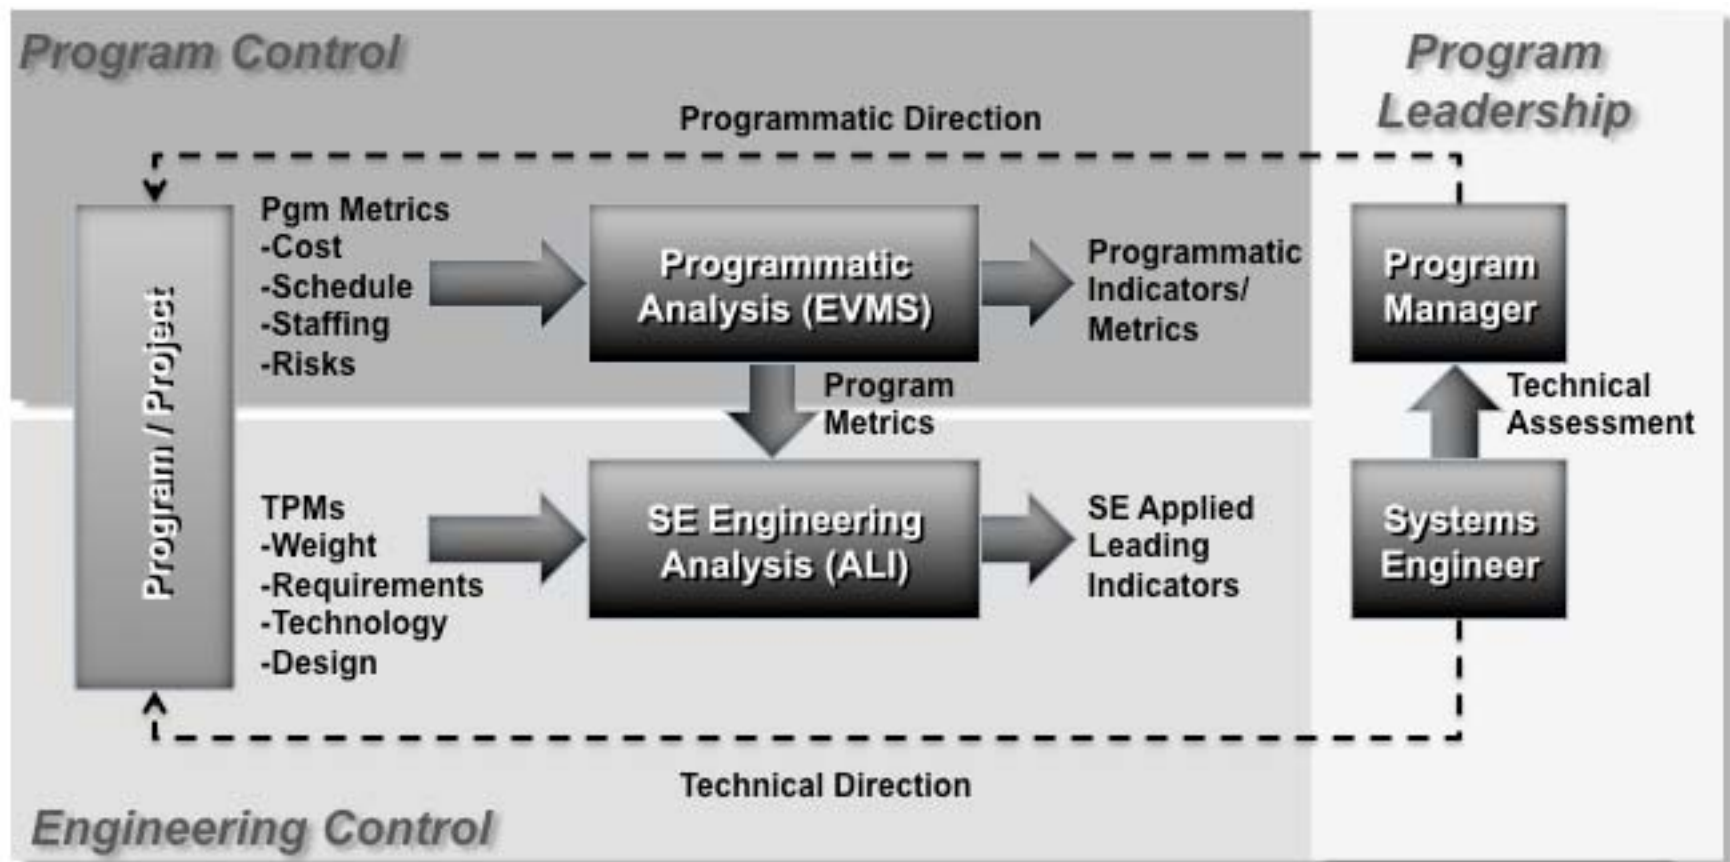 Program Control
Program
Leadership
Programmatic Direction
Program / Project
Pgm Metrics
-Cost
-Schedule
-Staffing
-Risks
Programmatic
Analysis (EVMS)
Programmatic
Indicators/
Metrics
Program
Manager
Program
Metrics
Technical
Assessment
TPMs
-Weight
-Requirements
-Technology
-Design
SE Engineering
Analysis (ALI)
SE Applied
Leading
Indicators
Systems
Engineer
Technical Direction
Engineering Control